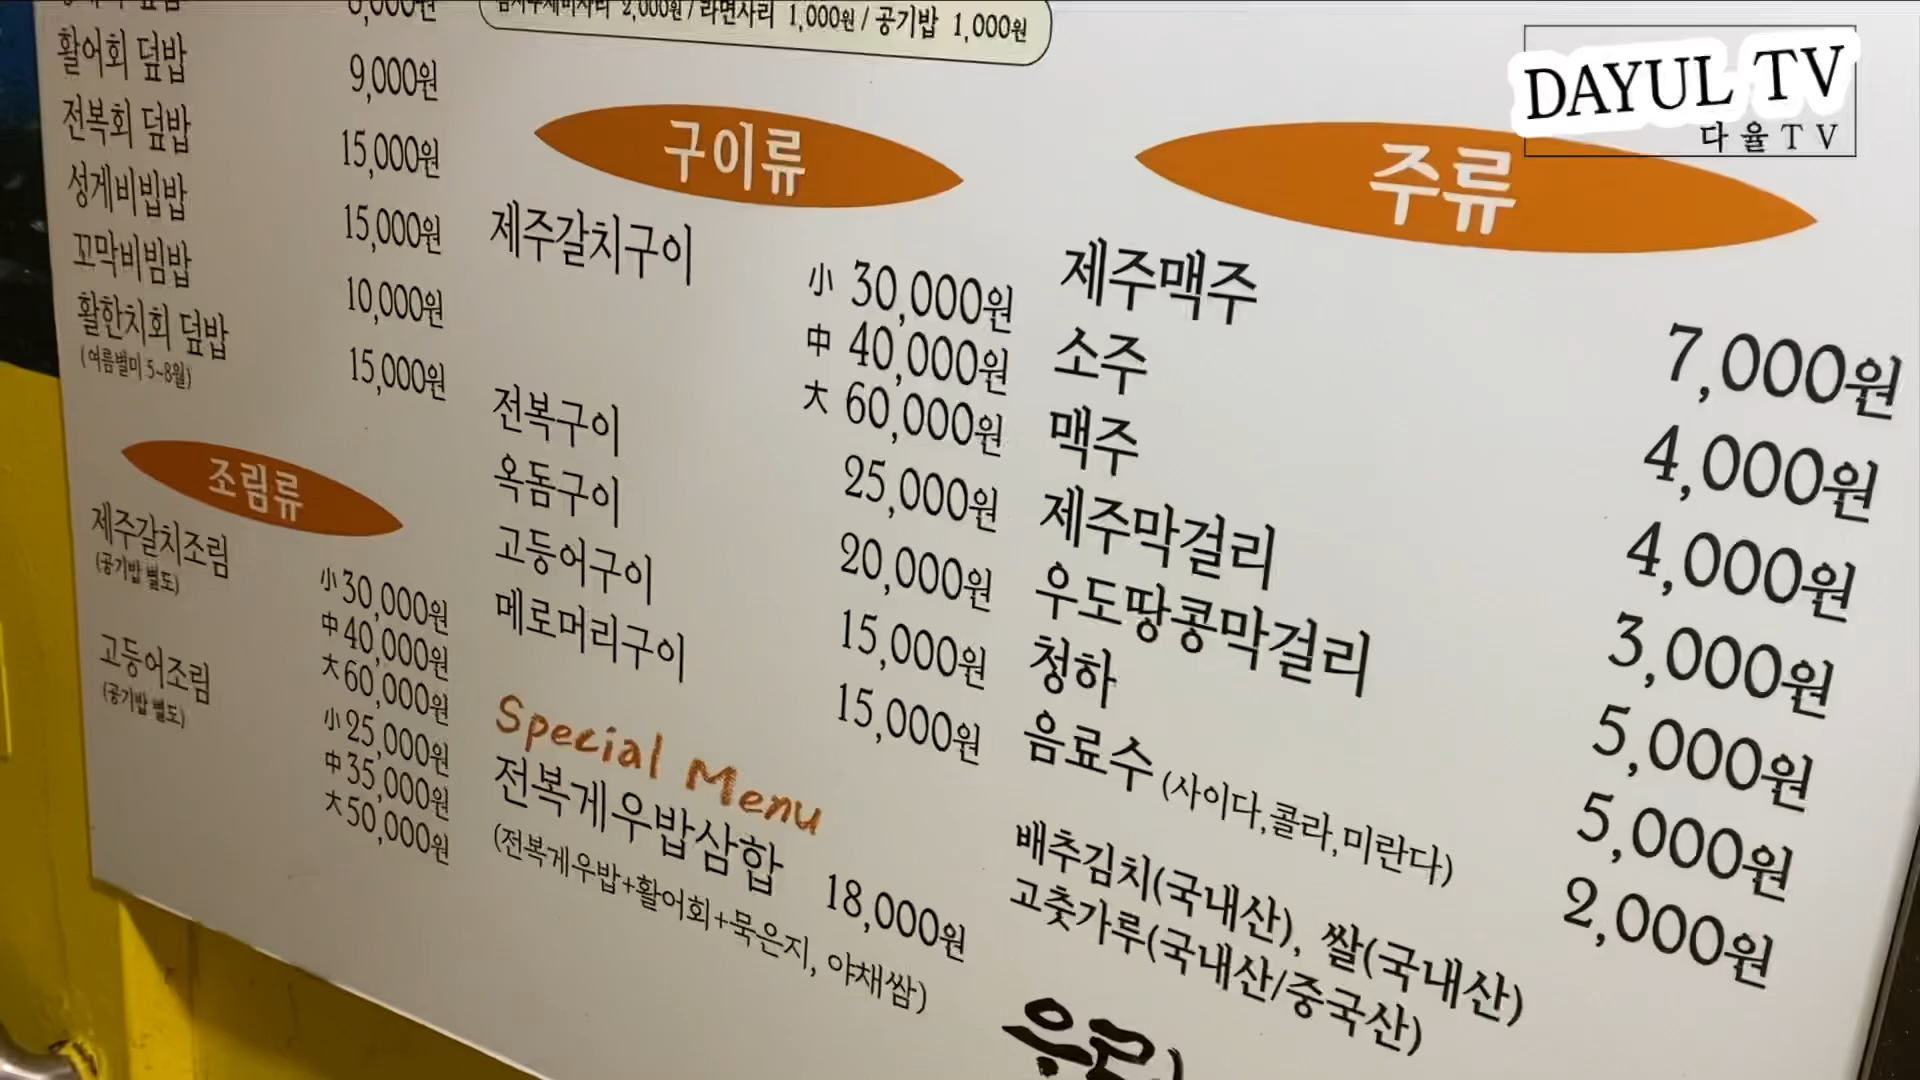 활어회 덮밥 9,000원
전복회 덮밥 15,000원
성게비빕밥 15,000원
꼬막비빔밥 10,000원
활한치회 덮밥 15,000원
(여름별미 5~8월)
조림류
제주갈치조림
(공기밥 별도)
小 30,000원
中 40,000원
大 60,000원
고등어조림
(공기밥 별도)
小 25,000원
中 35,000원
大 50,000원
2,000원 / 라면사리 1,000원 / 공기밥 1,000원
구이류
제주갈치구이
小 30,000원
中 40,000원
大 60,000원
전복구이 25,000원
옥돔구이 20,000원
고등어구이 15,000원
메로머리구이 15,000원
Special Menu
전복게우밥삼합 18,000원
(전복게우밥+활어회+묵은지, 야채쌈)
DAYUL TV
다율TV
주류
제주맥주 7,000원
소주 4,000원
맥주 4,000원
제주막걸리 3,000원
우도땅콩막걸리 5,000원
청하 5,000원
음료수 (사이다,콜라,미란다) 2,000원
배추김치(국내산), 쌀(국내산)
고춧가루(국내산/중국산)